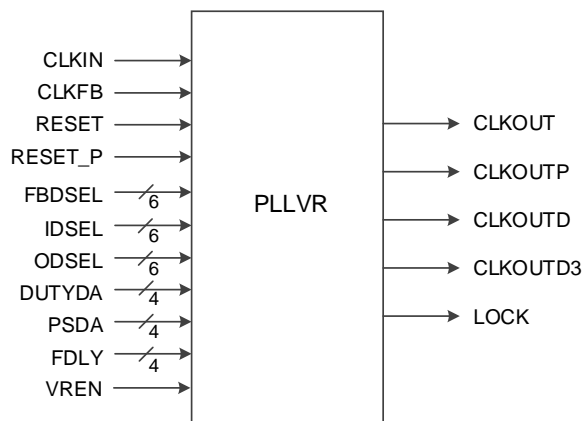 CLKIN
CLKFB
RESET
RESET_P
FBDSEL 6
IDSEL 6
ODSEL 6
DUTYDA 4
PSDA 4
FDLY 4
VREN
PLLVR
CLKOUT
CLKOUTP
CLKOUTD
CLKOUTD3
LOCK